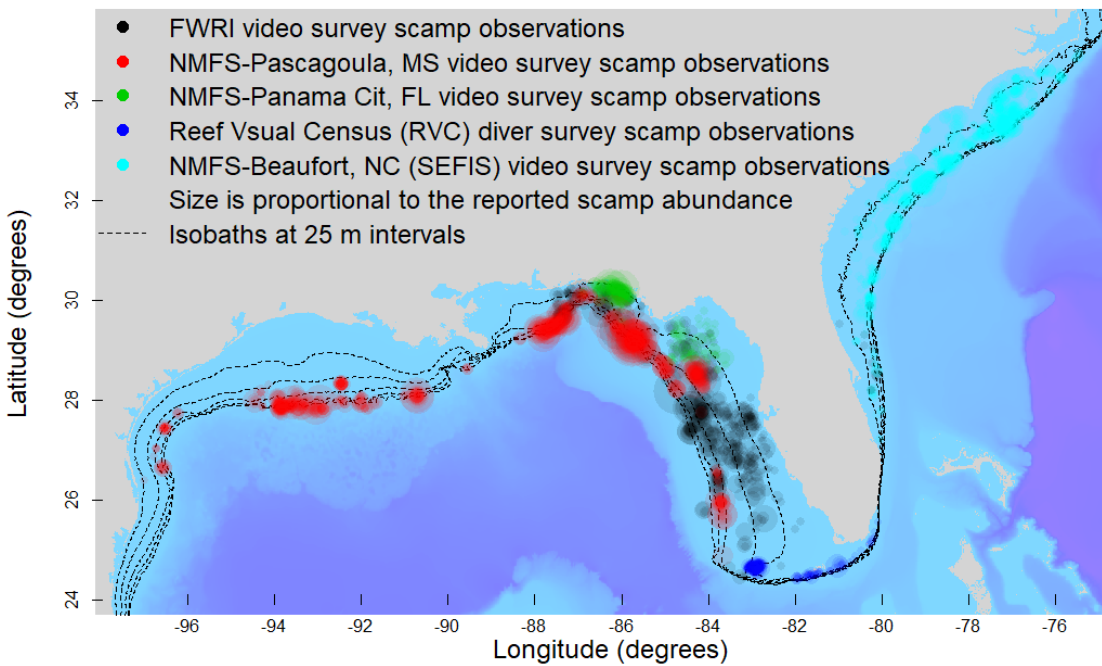 FWRI video survey scamp observations
NMFS-Pascagoula, MS video survey scamp observations
NMFS-Panama Cit, FL video survey scamp observations
Reef Vsual Census (RVC) diver survey scamp observations
NMFS-Beaufort, NC (SEFIS) video survey scamp observations
Size is proportional to the reported scamp abundance
Isobaths at 25 m intervals
Latitude (degrees)
34
32
30
28
26
24
-96
-94
-92
-90
-88
-86
-84
-82
-80
-78
-76
Longitude (degrees)